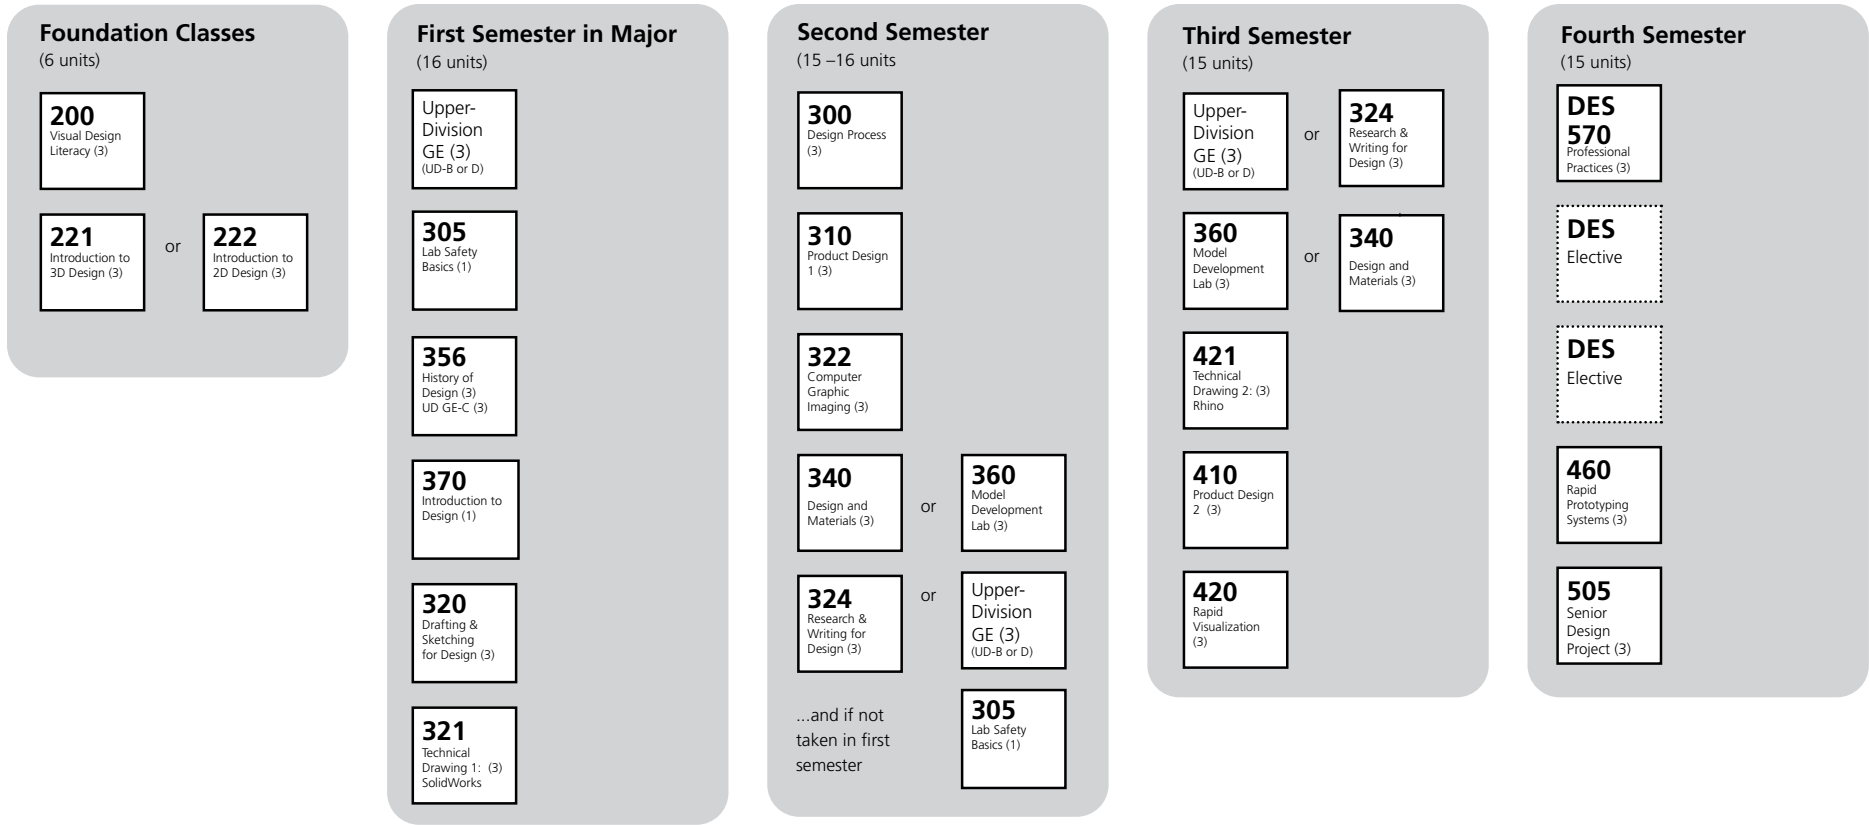 Foundation Classes
(6 units)
200
Visual Design
Literacy (3)
221
Introduction to
3D Design (3)
or
222
Introduction to
2D Design (3)
First Semester in Major
(16 units)
Upper-
Division
GE (3)
(UD-B or D)
305
Lab Safety
Basics (1)
356
History of
Design (3)
UD GE-C (3)
370
Introduction to
Design (1)
320
Drafting &
Sketching
for Design (3)
321
Technical
Drawing 1:  (3)
SolidWorks
Second Semester
(15 –16 units
300
Design Process
(3)
310
Product Design
1 (3)
322
Computer
Graphic
Imaging (3)
340
Design and
Materials (3)
or
360
Model
Development
Lab (3)
324
Research &
Writing for
Design (3)
or
Upper-
Division
GE (3)
(UD-B or D)
...and if not
taken in first
semester
305
Lab Safety
Basics (1)
Third Semester
(15 units)
Upper-
Division
GE (3)
(UD-B or D)
or
324
Research &
Writing for
Design (3)
360
Model
Development
Lab (3)
or
340
Design and
Materials (3)
421
Technical
Drawing 2: (3)
Rhino
410
Product Design
2  (3)
420
Rapid
Visualization
(3)
Fourth Semester
(15 units)
DES
570
Professional
Practices (3)
DES
Elective
DES
Elective
460
Rapid
Prototyping
Systems (3)
505
Senior
Design
Project (3)